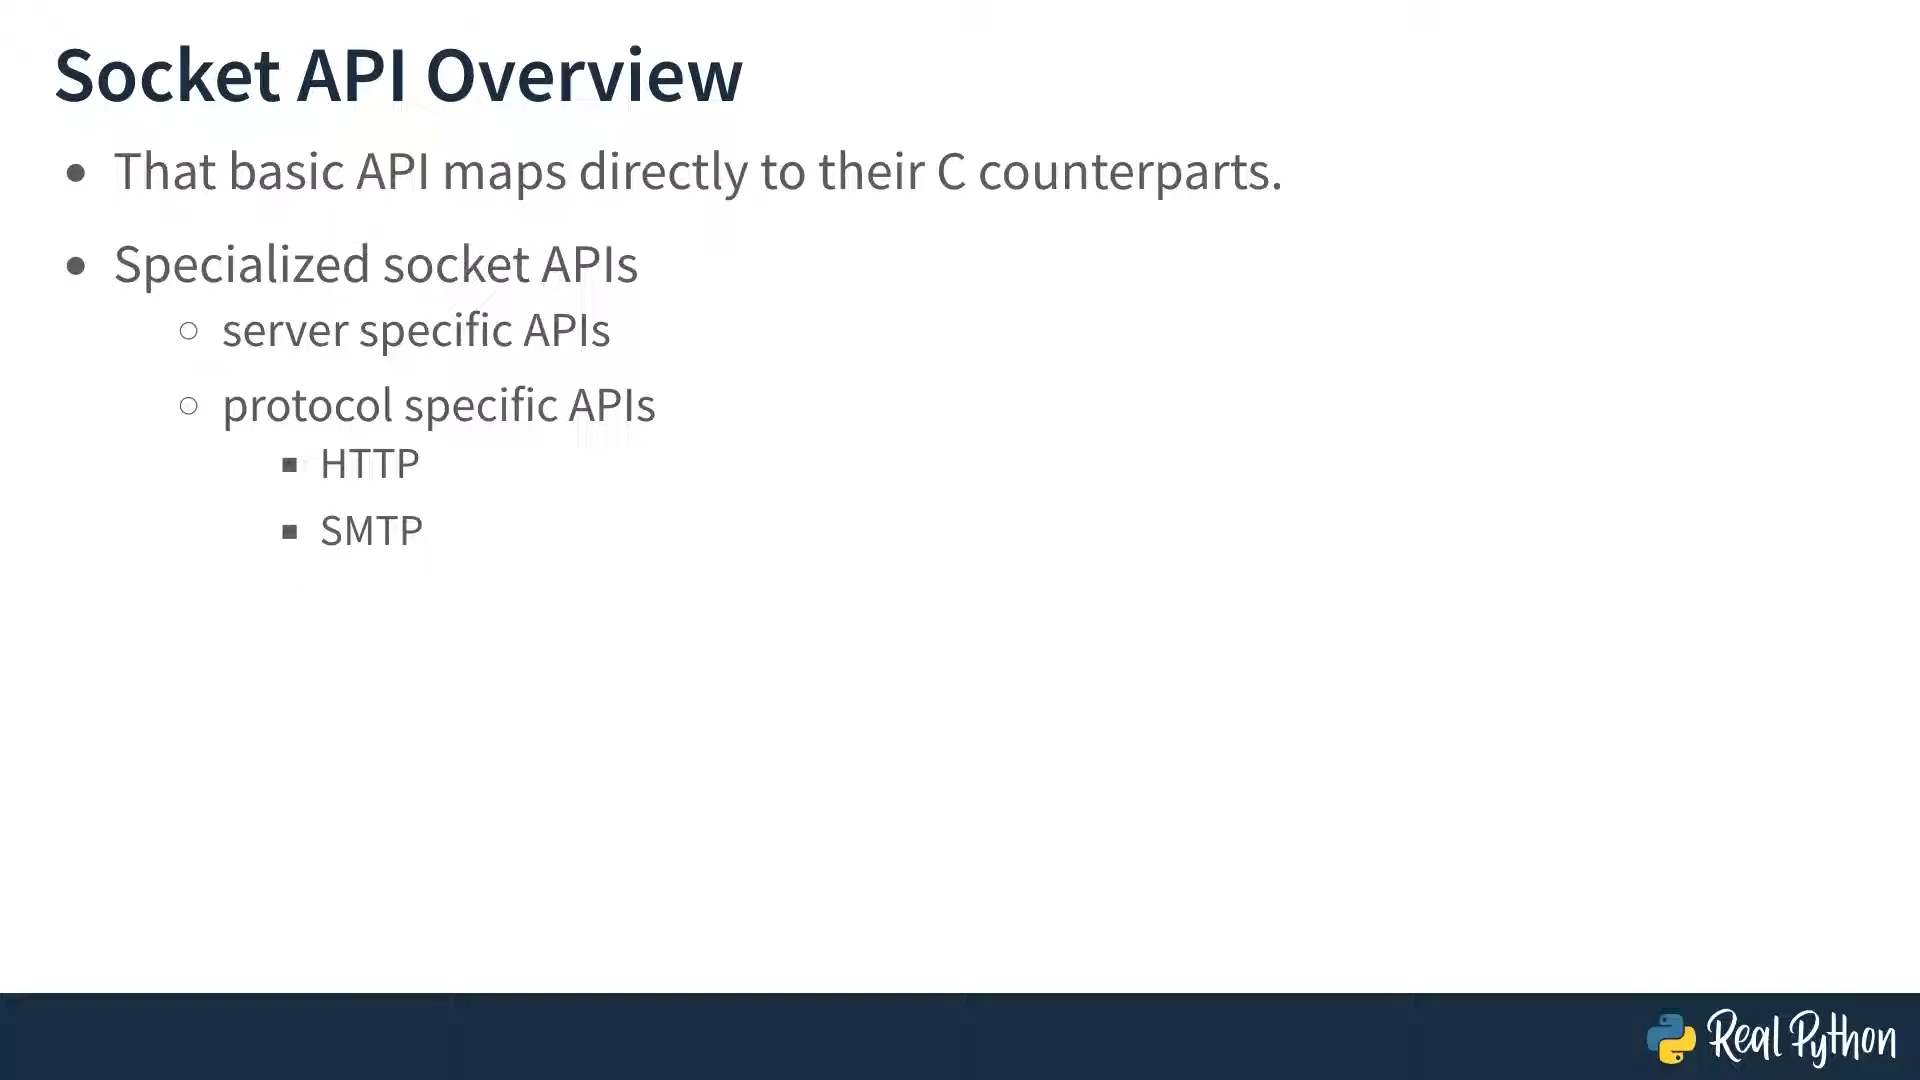 Socket API Overview
• That basic API maps directly to their C counterparts.
• Specialized socket APIs
○ server specific APIs
○ protocol specific APIs
▪ HTTP
▪ SMTP
Real Python